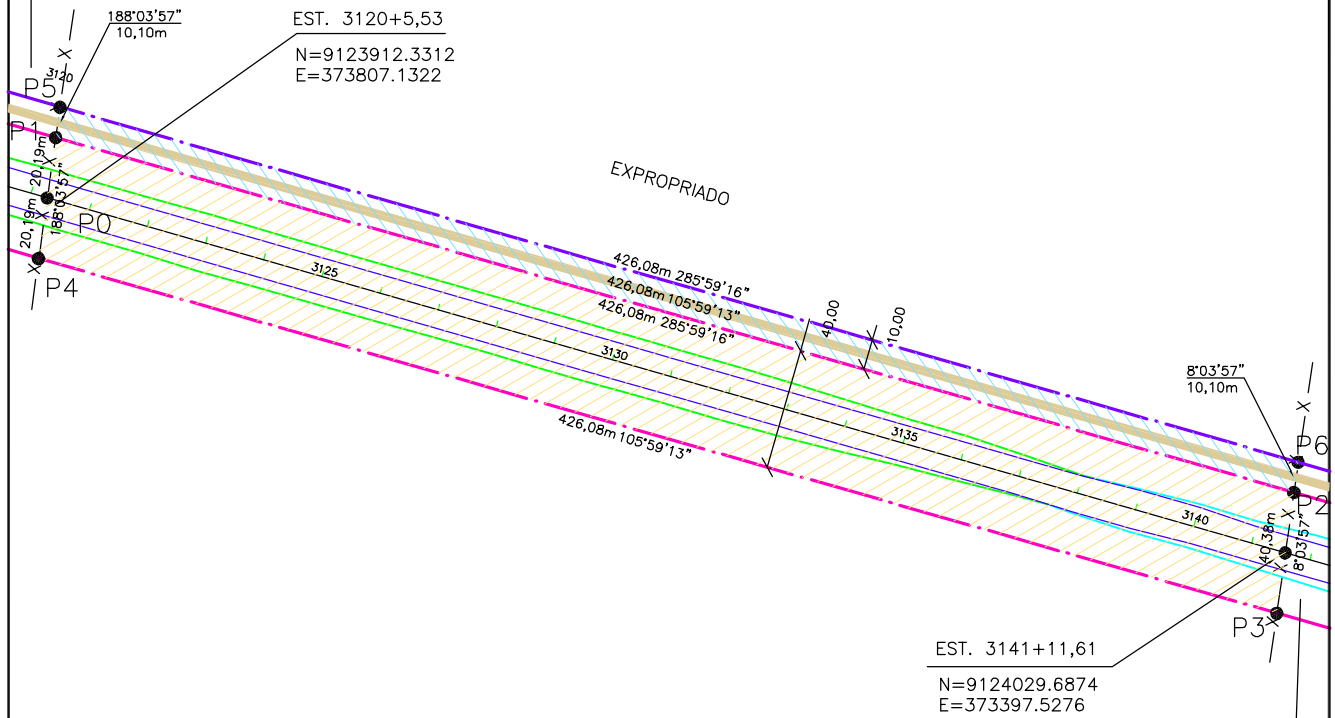 188°03'57"
10,10m
EST. 3120+5,53
N=9123912.3312
E=373807.1322
X
3120
P5
P1
X
20,19m
188°03'57"
EXPROPRIADO
P0
X
20,19m
X
P4
3125
426,08m 285°59'16"
426,08m 105°59'13"
426,08m 285°59'16"
40,00
10,00
3130
8°03'57"
10,10m
X
426,08m 105°59'13"
3135
P6
X
P2
3140
X
40,38m
8°03'57"
X
P3
X
EST. 3141+11,61
N=9124029.6874
E=373397.5276